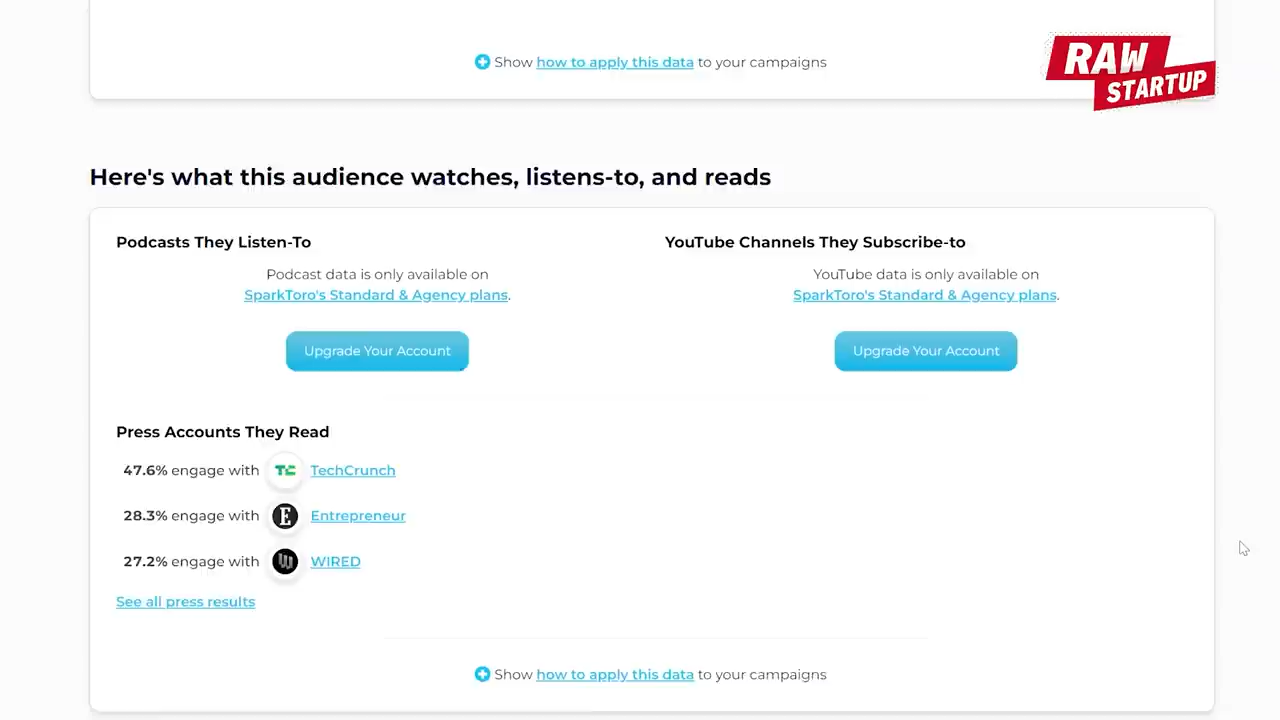 Show how to apply this data to your campaigns
RAW
STARTUP
Here's what this audience watches, listens-to, and reads
Podcasts They Listen-To
Podcast data is only available on
SparkToro's Standard & Agency plans.
Upgrade Your Account
YouTube Channels They Subscribe-to
YouTube data is only available on
SparkToro's Standard & Agency plans.
Upgrade Your Account
Press Accounts They Read
47.6% engage with TC TechCrunch
28.3% engage with E Entrepreneur
27.2% engage with W WIRED
See all press results
Show how to apply this data to your campaigns